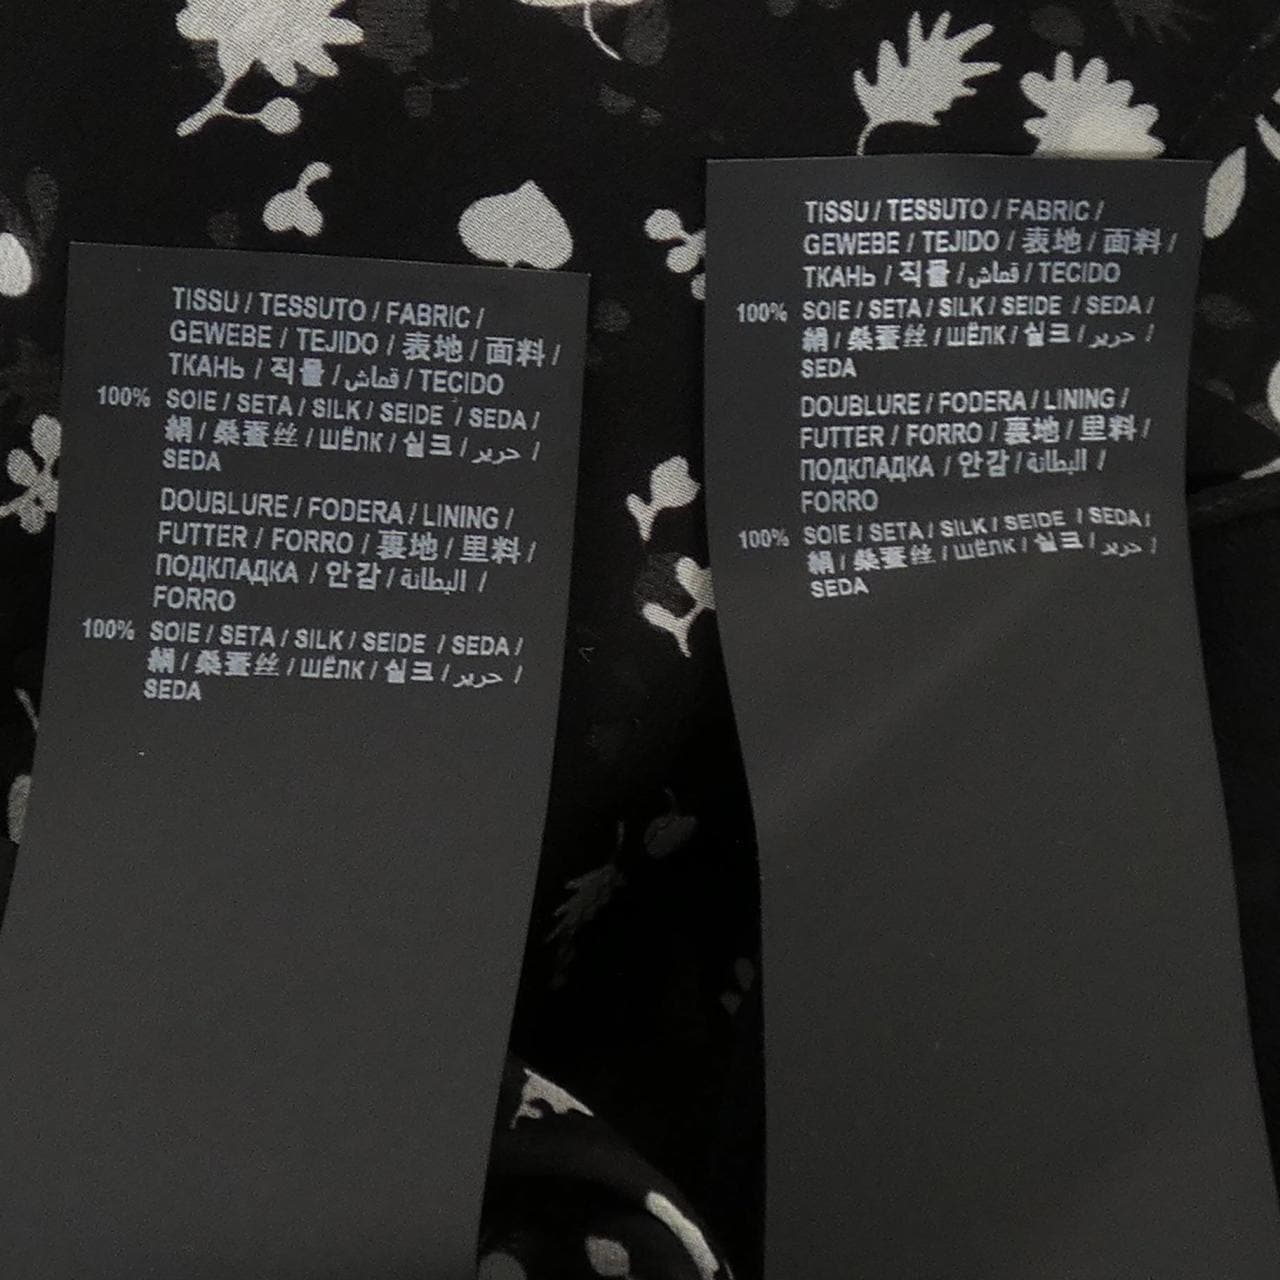 TISSU / TESSUTO / FABRIC /
GEWEBE / TEJIDO / 表地 / 面料 /
ТКАНЬ / 직물 / قماش / TECIDO
100% SOIE / SETA / SILK / SEIDE / SEDA /
絹 / 桑蚕丝 / ШЁЛК / 실크 / حرير /
SEDA
DOUBLURE / FODERA / LINING /
FUTTER / FORRO / 裏地 / 里料 /
ПОДКЛАДКА / 안감 / البطانة /
FORRO
100% SOIE / SETA / SILK / SEIDE / SEDA /
絹 / 桑蚕丝 / ШЁЛК / 실크 / حرير /
SEDA
TISSU / TESSUTO / FABRIC /
GEWEBE / TEJIDO / 表地 / 面料 /
ТКАНЬ / 직물 / قماش / TECIDO
100% SOIE / SETA / SILK / SEIDE / SEDA /
絹 / 桑蚕丝 / ШЁЛК / 실크 / حرير /
SEDA
DOUBLURE / FODERA / LINING /
FUTTER / FORRO / 裏地 / 里料 /
ПОДКЛАДКА / 안감 / البطانة /
FORRO
100% SOIE / SETA / SILK / SEIDE / SEDA /
絹 / 桑蚕丝 / ШЁЛК / 실크 / حرير /
SEDA